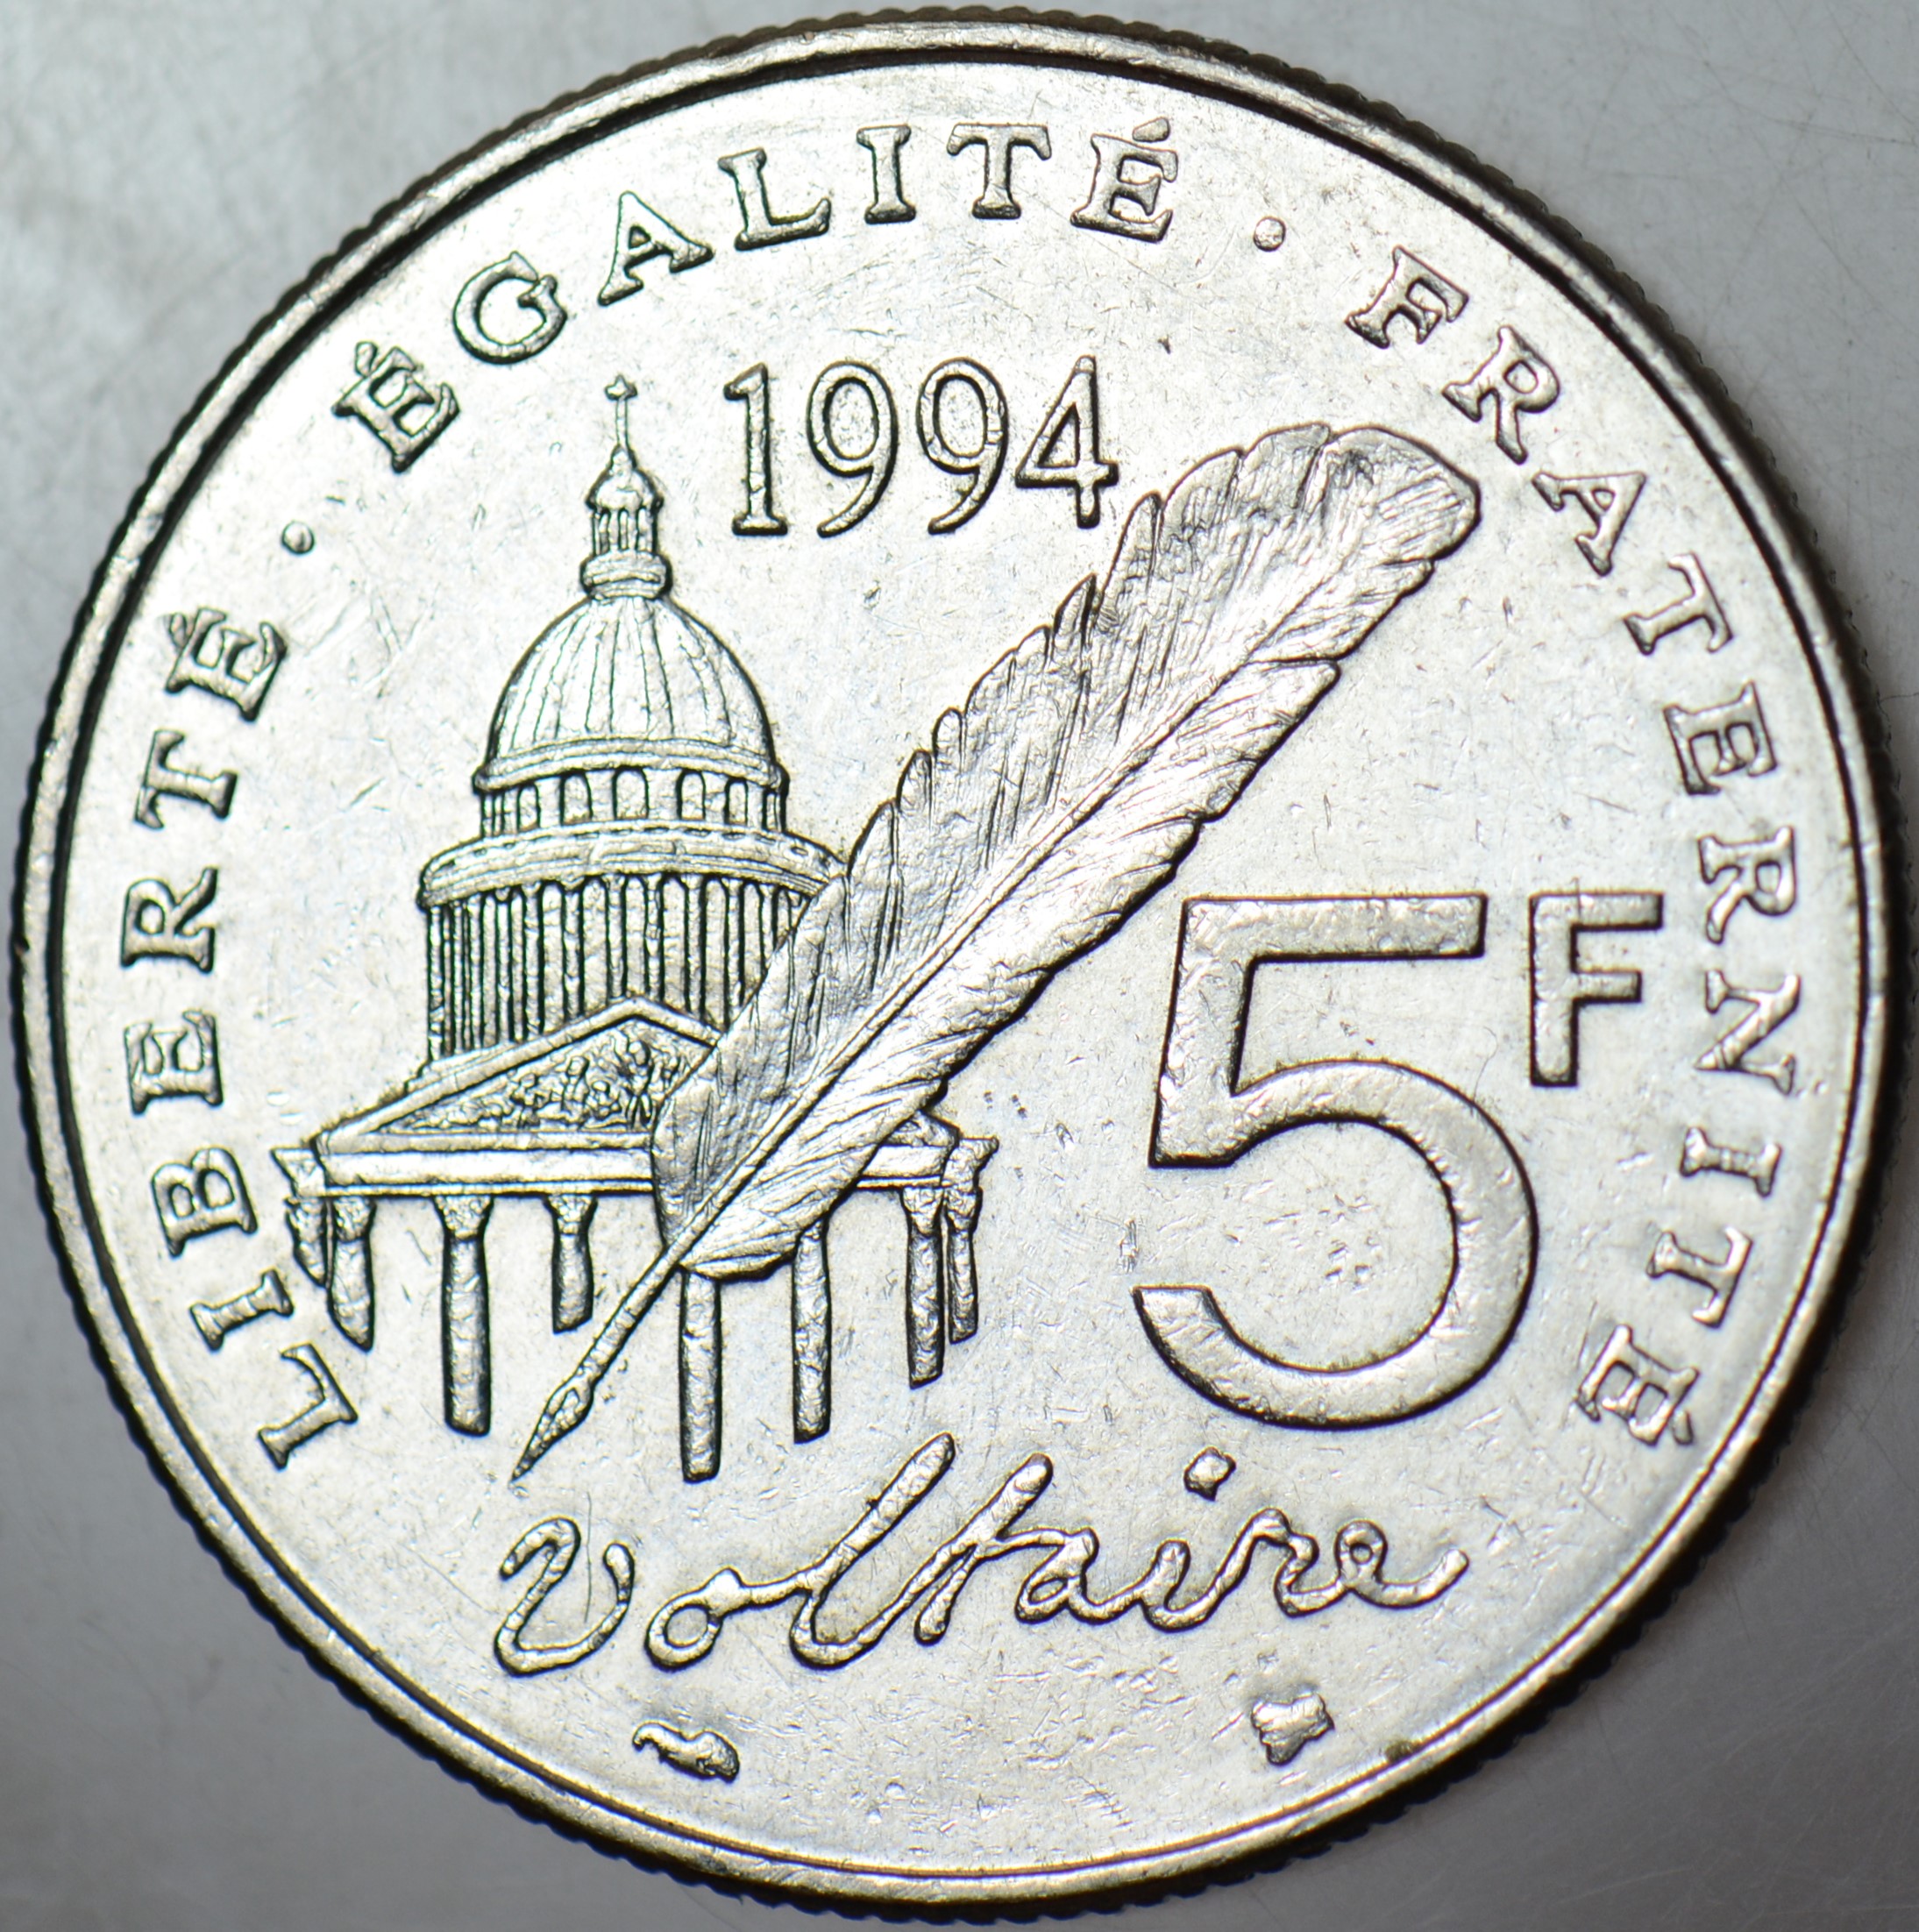 LIBERTÉ · ÉGALITÉ · FRATERNITÉ
1994
5F
Voltaire